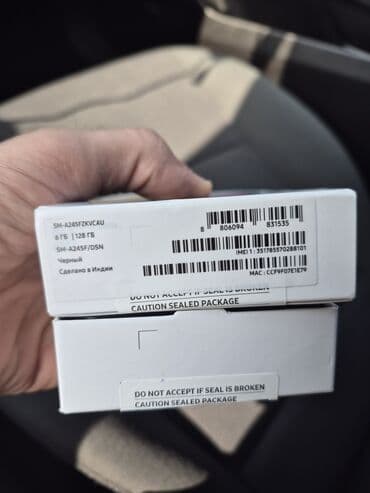 SM-A245FZKVCAU
6 ГБ | 128 ГБ
SM-A245F/DSN
Черный
Сделано в Индии
8 806094 831535
IMEI 1 : 351785570288101
MAC : CCF9F07E1E79
DO NOT ACCEPT IF SEAL IS BROKEN
CAUTION SEALED PACKAGE
DO NOT ACCEPT IF SEAL IS BROKEN
CAUTION SEALED PACKAGE